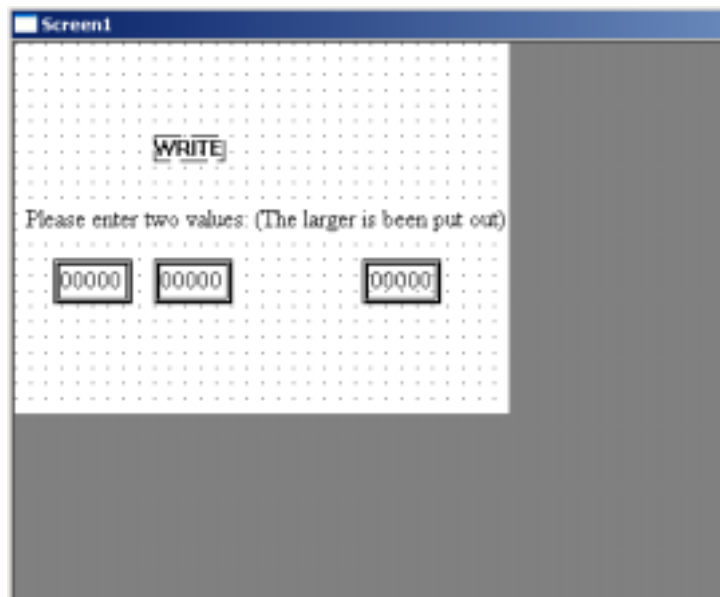 Screen1
WRITE
Please enter two values: (The larger is been put out)
00000 00000 00000